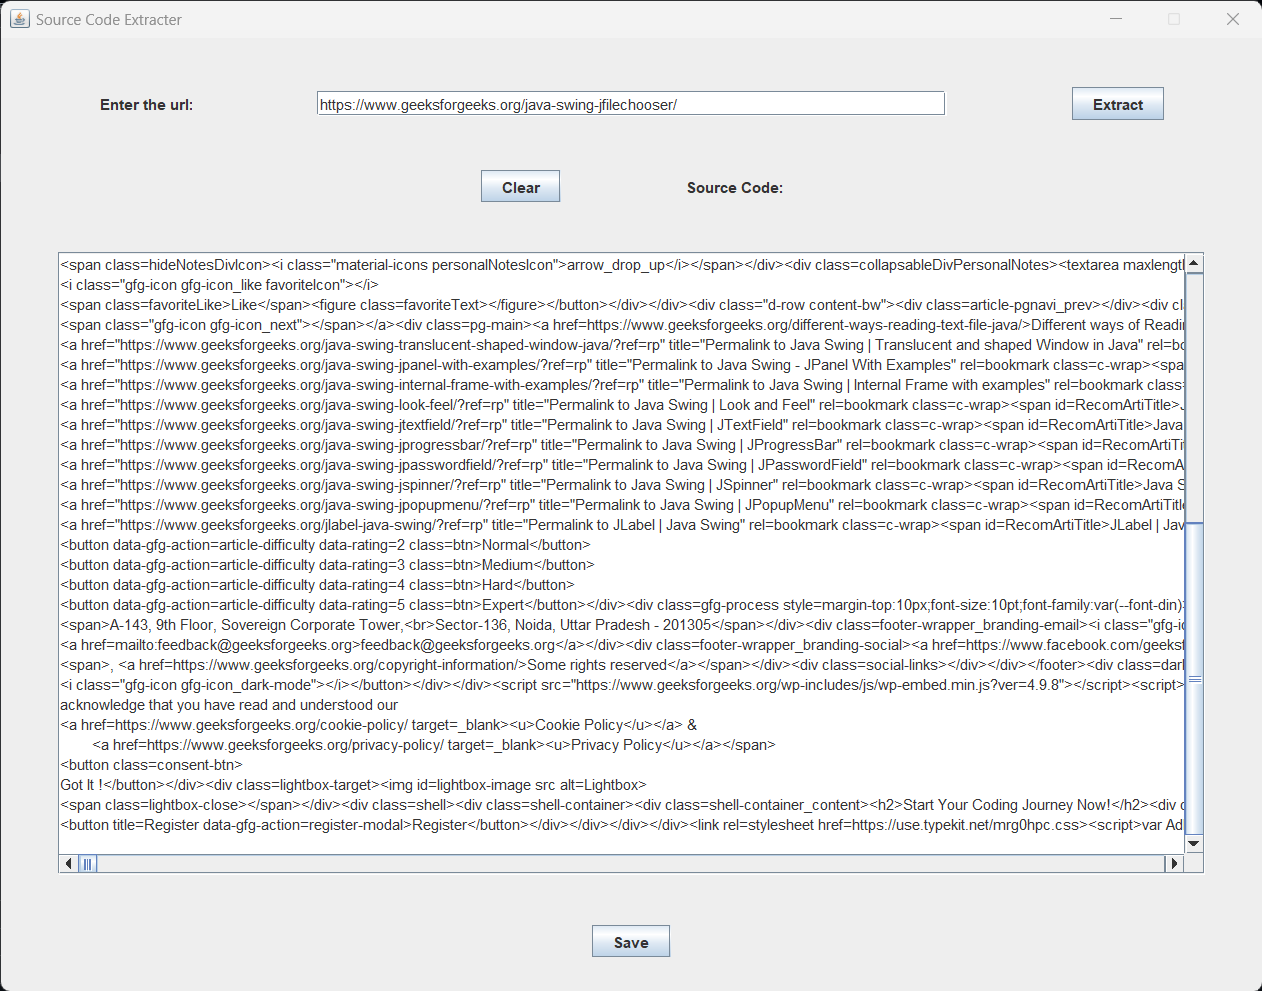 Source Code Extracter
Enter the url:
https://www.geeksforgeeks.org/java-swing-jfilechooser/
Extract
Clear
Source Code:
<span class=hideNotesDivIcon><i class="material-icons personalNotesIcon">arrow_drop_up</i></span></div><div class=collapsableDivPersonalNotes><textarea maxlength
<i class="gfg-icon gfg-icon_like favoriteIcon"></i>
<span class=favoriteLike>Like</span><figure class=favoriteText></figure></button></div></div><div class="d-row content-bw"><div class=article-pgnavi_prev></div><div
<span class="gfg-icon gfg-icon_next"></span></a><div class=pg-main><a href=https://www.geeksforgeeks.org/different-ways-reading-text-file-java/>Different ways of
<a href="https://www.geeksforgeeks.org/java-swing-translucent-shaped-window-java/?ref=rp" title="Permalink to Java Swing | Translucent and shaped Window in Java"
<a href="https://www.geeksforgeeks.org/java-swing-jpanel-with-examples/?ref=rp" title="Permalink to Java Swing - JPanel With Examples" rel=bookmark class=c-wrap><spa
<a href="https://www.geeksforgeeks.org/java-swing-internal-frame-with-examples/?ref=rp" title="Permalink to Java Swing | Internal Frame with examples" rel=bookmark class=
<a href="https://www.geeksforgeeks.org/java-swing-look-feel/?ref=rp" title="Permalink to Java Swing | Look and Feel" rel=bookmark class=c-wrap><span id=RecomArtiTitle>
<a href="https://www.geeksforgeeks.org/java-swing-jtextfield/?ref=rp" title="Permalink to Java Swing | JTextField" rel=bookmark class=c-wrap><span id=RecomArtiTitle>Java
<a href="https://www.geeksforgeeks.org/java-swing-jprogressbar/?ref=rp" title="Permalink to Java Swing | JProgressBar" rel=bookmark class=c-wrap><span
<a href="https://www.geeksforgeeks.org/java-swing-jpasswordfield/?ref=rp" title="Permalink to Java Swing | JPasswordField" rel=bookmark class=c-wrap><span
<a href="https://www.geeksforgeeks.org/java-swing-jspinner/?ref=rp" title="Permalink to Java Swing | JSpinner" rel=bookmark class=c-wrap><span id=RecomArtiTitle>Java S
<a href="https://www.geeksforgeeks.org/java-swing-jpopupmenu/?ref=rp" title="Permalink to Java Swing | JPopupMenu" rel=bookmark class=c-wrap><span
<a href="https://www.geeksforgeeks.org/jlabel-java-swing/?ref=rp" title="Permalink to JLabel | Java Swing" rel=bookmark class=c-wrap><span id=RecomArtiTitle>JLabel | Jav
<button data-gfg-action=article-difficulty data-rating=2 class=btn>Normal</button>
<button data-gfg-action=article-difficulty data-rating=3 class=btn>Medium</button>
<button data-gfg-action=article-difficulty data-rating=4 class=btn>Hard</button>
<button data-gfg-action=article-difficulty data-rating=5 class=btn>Expert</button></div><div class=gfg-process style=margin-top:10px;font-size:10pt;font-family:var(--font-din)
<span>A-143, 9th Floor, Sovereign Corporate Tower,<br>Sector-136, Noida, Uttar Pradesh - 201305</span></div><div class=footer-wrapper_branding-email><i class="gfg-i
<a href=mailto:feedback@geeksforgeeks.org>feedback@geeksforgeeks.org</a></div><div class=footer-wrapper_branding-social><a href=https://www.facebook.com/geeksf
<span>, <a href=https://www.geeksforgeeks.org/copyright-information/>Some rights reserved</a></span></div><div class=social-links></div></div></footer><div
<i class="gfg-icon gfg-icon_dark-mode"></i></button></div></div><script src="https://www.geeksforgeeks.org/wp-includes/js/wp-embed.min.js?ver=4.9.8"></script><script>
acknowledge that you have read and understood our
<a href=https://www.geeksforgeeks.org/cookie-policy/ target=_blank><u>Cookie Policy</u></a> &
<a href=https://www.geeksforgeeks.org/privacy-policy/ target=_blank><u>Privacy Policy</u></a></span>
<button class=consent-btn>
Got It !</button></div><div class=lightbox-target><img id=lightbox-image src alt=Lightbox>
<span class=lightbox-close></span></div><div class=shell><div class=shell-container><div class=shell-container_content><h2>Start Your Coding Journey Now!</h2><div
<button title=Register data-gfg-action=register-modal>Register</button></div></div></div></div><link rel=stylesheet href=https://use.typekit.net/mrg0hpc.css><script>var Ad
Save